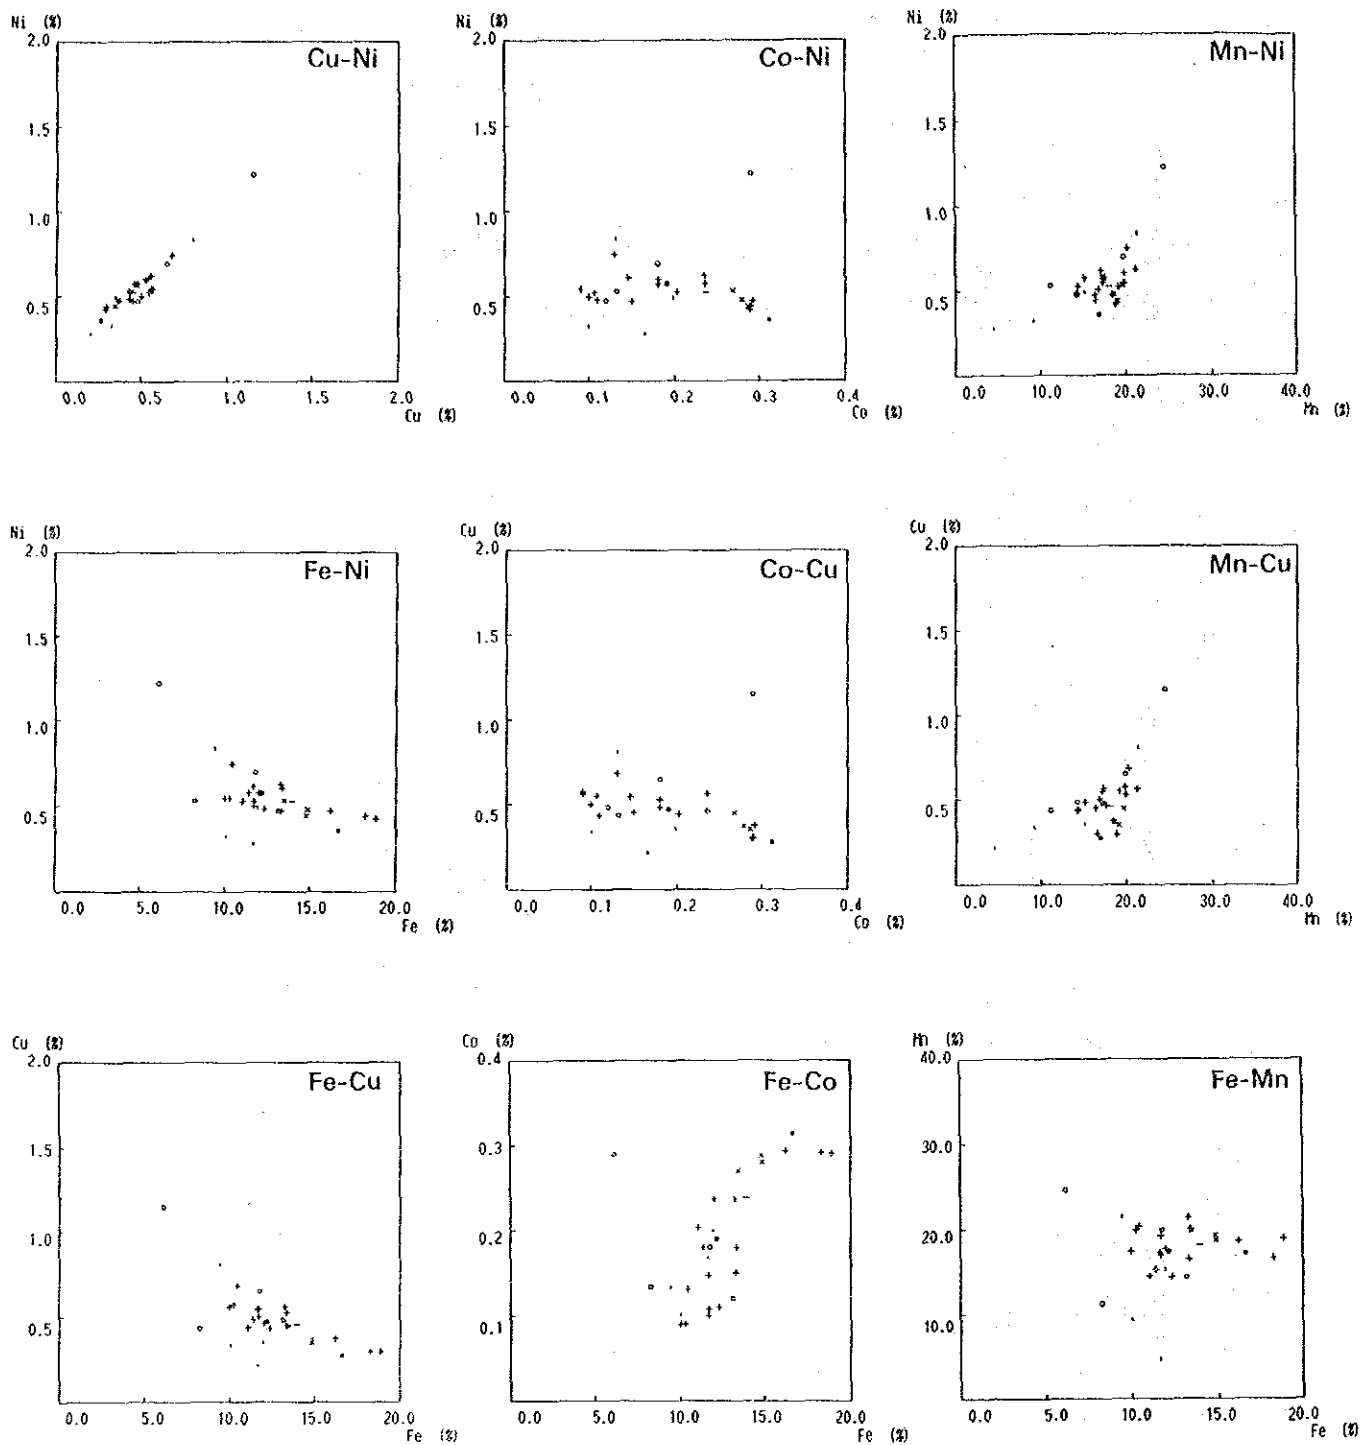 Ni (%) Ni (%) Ni (%)
2.0 Cu-Ni 2.0 Co-Ni 2.0 Mn-Ni
1.5 1.5 1.5
1.0 1.0 1.0
0.5 0.5 0.5
0.0 0.5 1.0 1.5 2.0 0.1 0.2 0.3 0.4 0.0 10.0 20.0 30.0 40.0
Cu (%) Co (%) Mn (%)
Ni (%) Cu (%) Cu (%)
2.0 Fe-Ni 2.0 Co-Cu 2.0 Mn-Cu
1.5 1.5 1.5
1.0 1.0 1.0
0.5 0.5 0.5
0.0 5.0 10.0 15.0 20.0 0.1 0.2 0.3 0.4 0.0 10.0 20.0 30.0 40.0
Fe (%) Co (%) Mn (%)
Cu (%) Co (%) Mn (%)
2.0 Fe-Cu 0.4 Fe-Co 40.0 Fe-Mn
1.5 0.3 30.0
1.0 0.2 20.0
0.5 0.1 10.0
0.0 5.0 10.0 15.0 20.0 0.0 5.0 10.0 15.0 20.0 0.0 5.0 10.0 15.0 20.0
Fe (%) Fe (%) Fe (%)